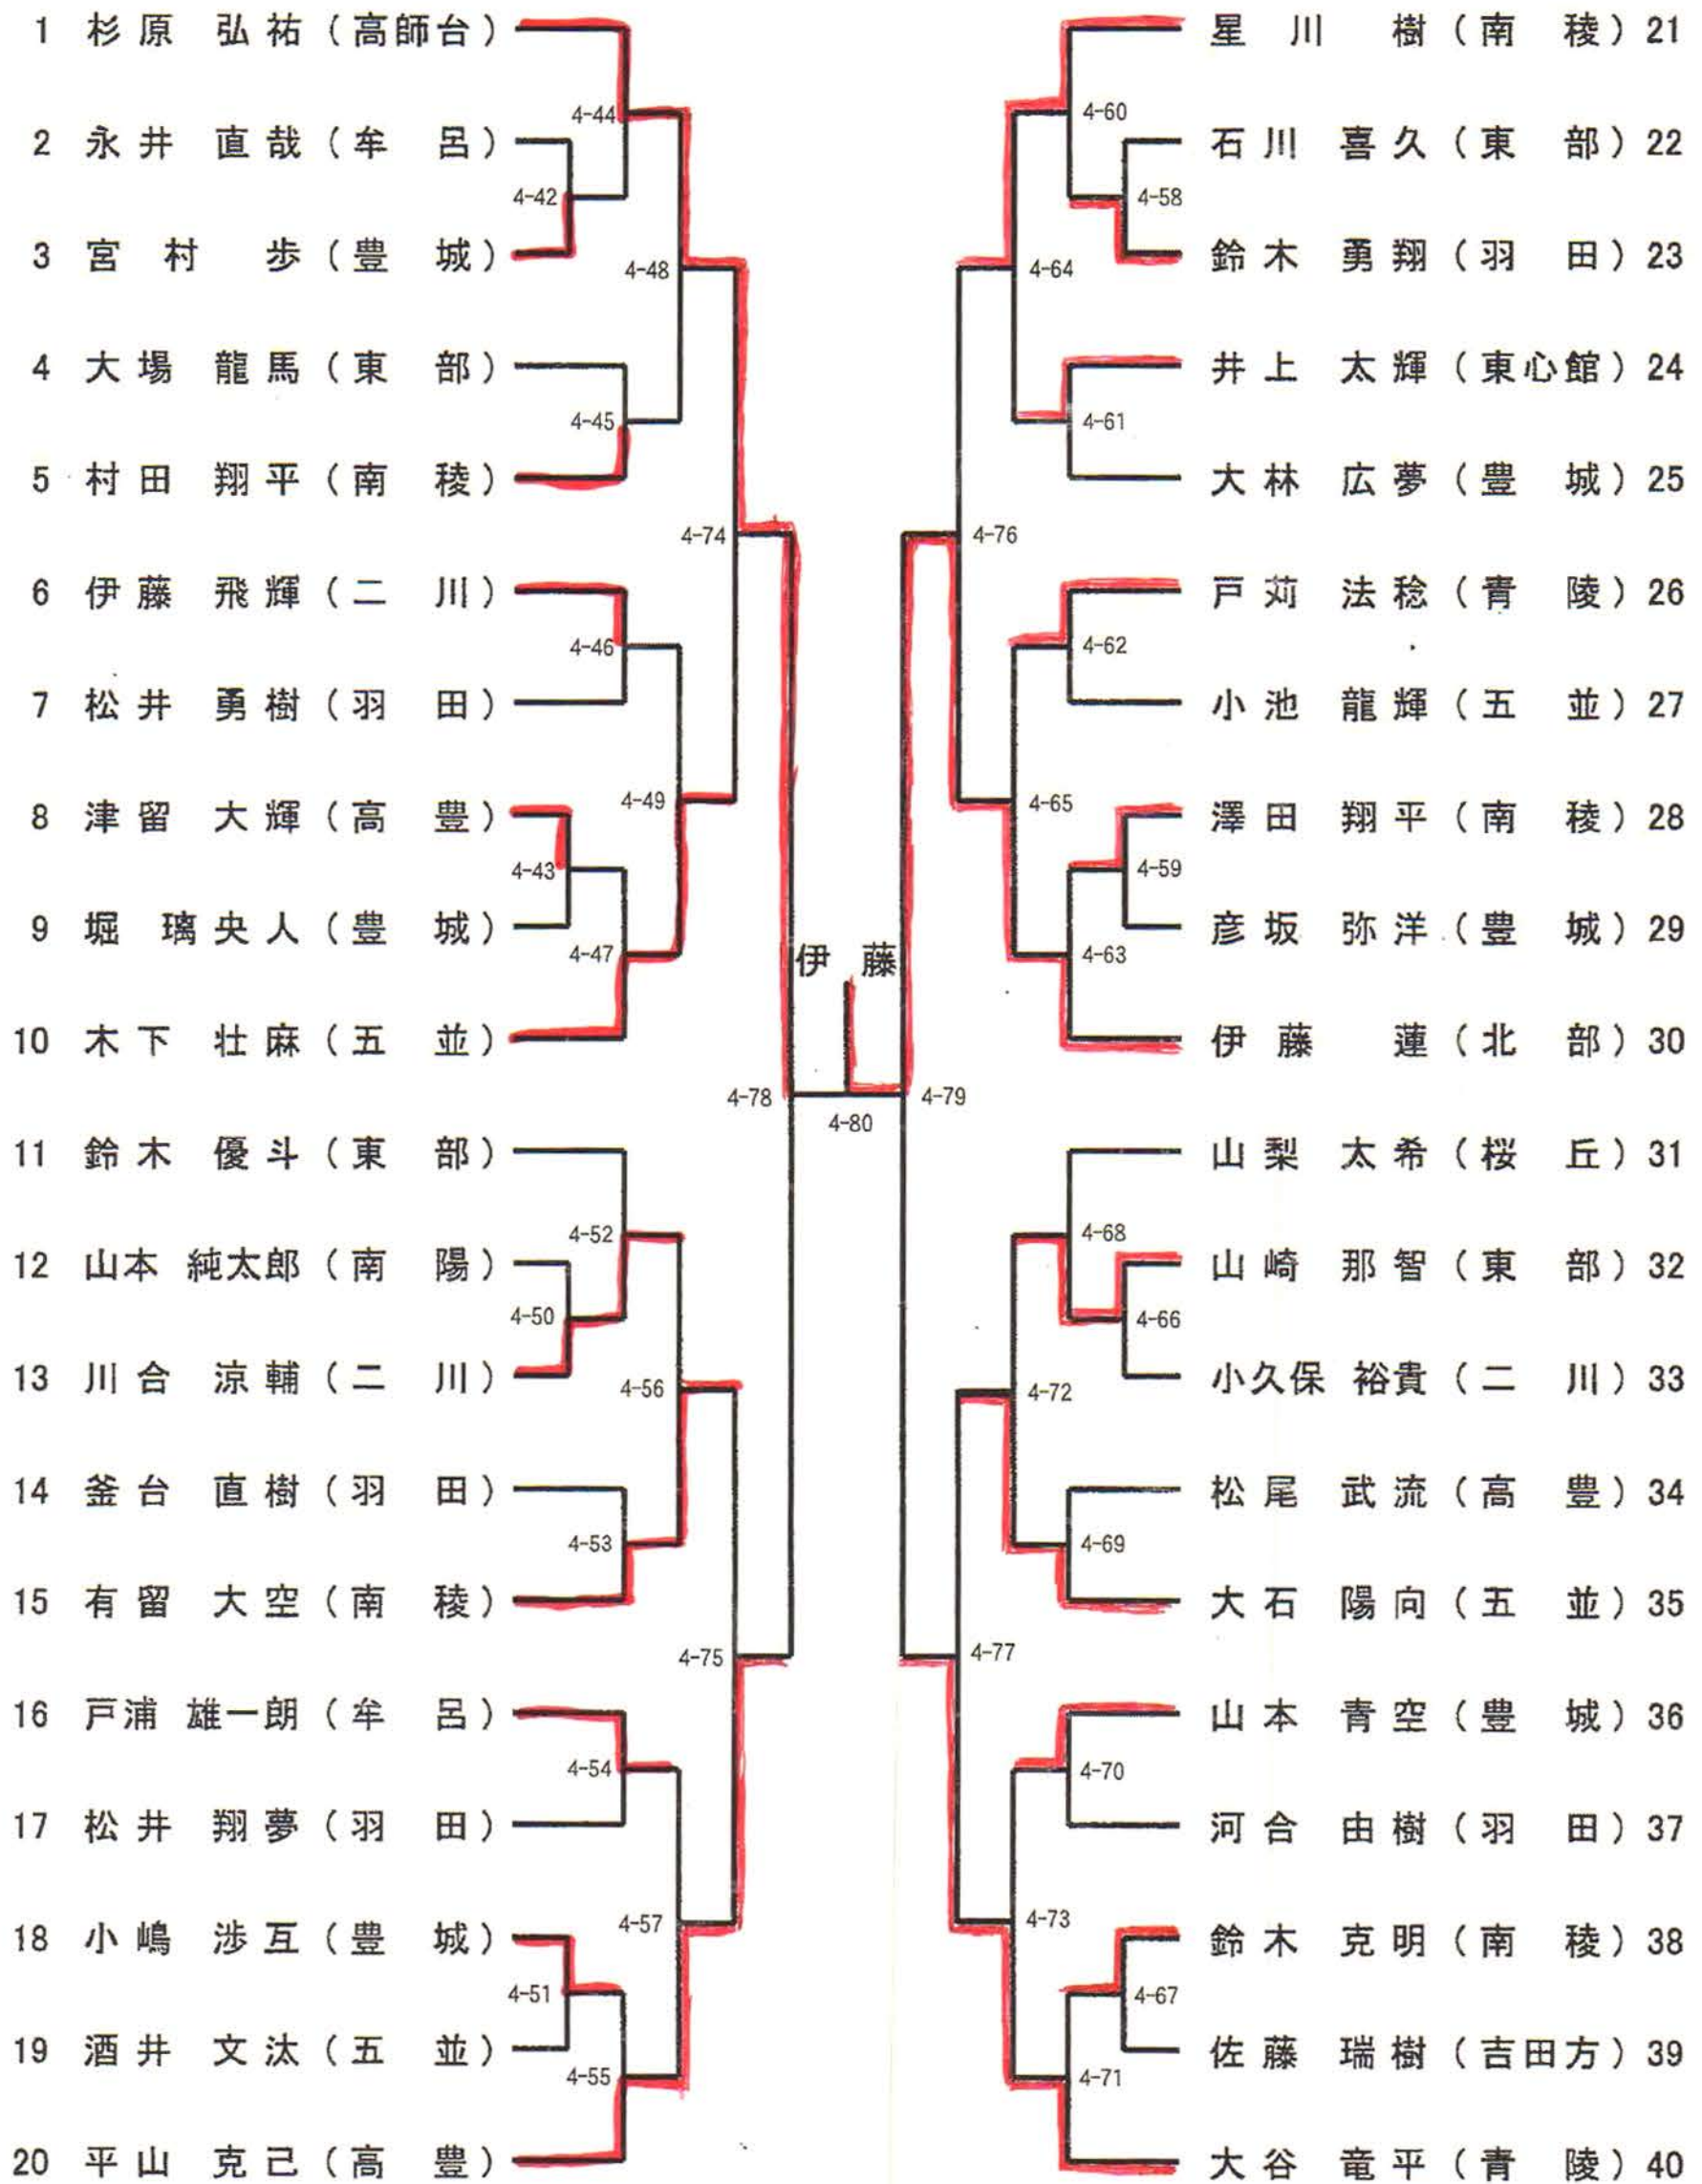 1 杉原 弘祐 (高師台)
2 永井 直哉 (牟 呂)
3 宮村 歩 (豊 城)
4 大場 龍馬 (東 部)
5 村田 翔平 (南 稜)
6 伊藤 飛輝 (二 川)
7 松井 勇樹 (羽 田)
8 津留 大輝 (高 豊)
9 堀 璃央人 (豊 城)
10 木下 壮麻 (五 並)
11 鈴木 優斗 (東 部)
12 山本 純太郎 (南 陽)
13 川合 涼輔 (二 川)
14 釜台 直樹 (羽 田)
15 有留 大空 (南 稜)
16 戸浦 雄一朗 (牟 呂)
17 松井 翔夢 (羽 田)
18 小嶋 渉互 (豊 城)
19 酒井 文汰 (五 並)
20 平山 克己 (高 豊)
4-42
4-43
4-50
4-51
4-44
4-45
4-46
4-47
4-52
4-53
4-54
4-55
4-48
4-49
4-56
4-57
4-74
4-75
4-78
伊藤
4-80
4-79
4-76
4-77
4-64
4-65
4-72
4-73
4-60
4-61
4-62
4-63
4-68
4-69
4-70
4-71
4-58
4-59
4-66
4-67
星川 樹 (南 稜) 21
石川 喜久 (東 部) 22
鈴木 勇翔 (羽 田) 23
井上 太輝 (東心館) 24
大林 広夢 (豊 城) 25
戸苅 法稔 (青 陵) 26
小池 龍輝 (五 並) 27
澤田 翔平 (南 稜) 28
彦坂 弥洋 (豊 城) 29
伊藤 蓮 (北 部) 30
山梨 太希 (桜 丘) 31
山崎 那智 (東 部) 32
小久保 裕貴 (二 川) 33
松尾 武流 (高 豊) 34
大石 陽向 (五 並) 35
山本 青空 (豊 城) 36
河合 由樹 (羽 田) 37
鈴木 克明 (南 稜) 38
佐藤 瑞樹 (吉田方) 39
大谷 竜平 (青 陵) 40